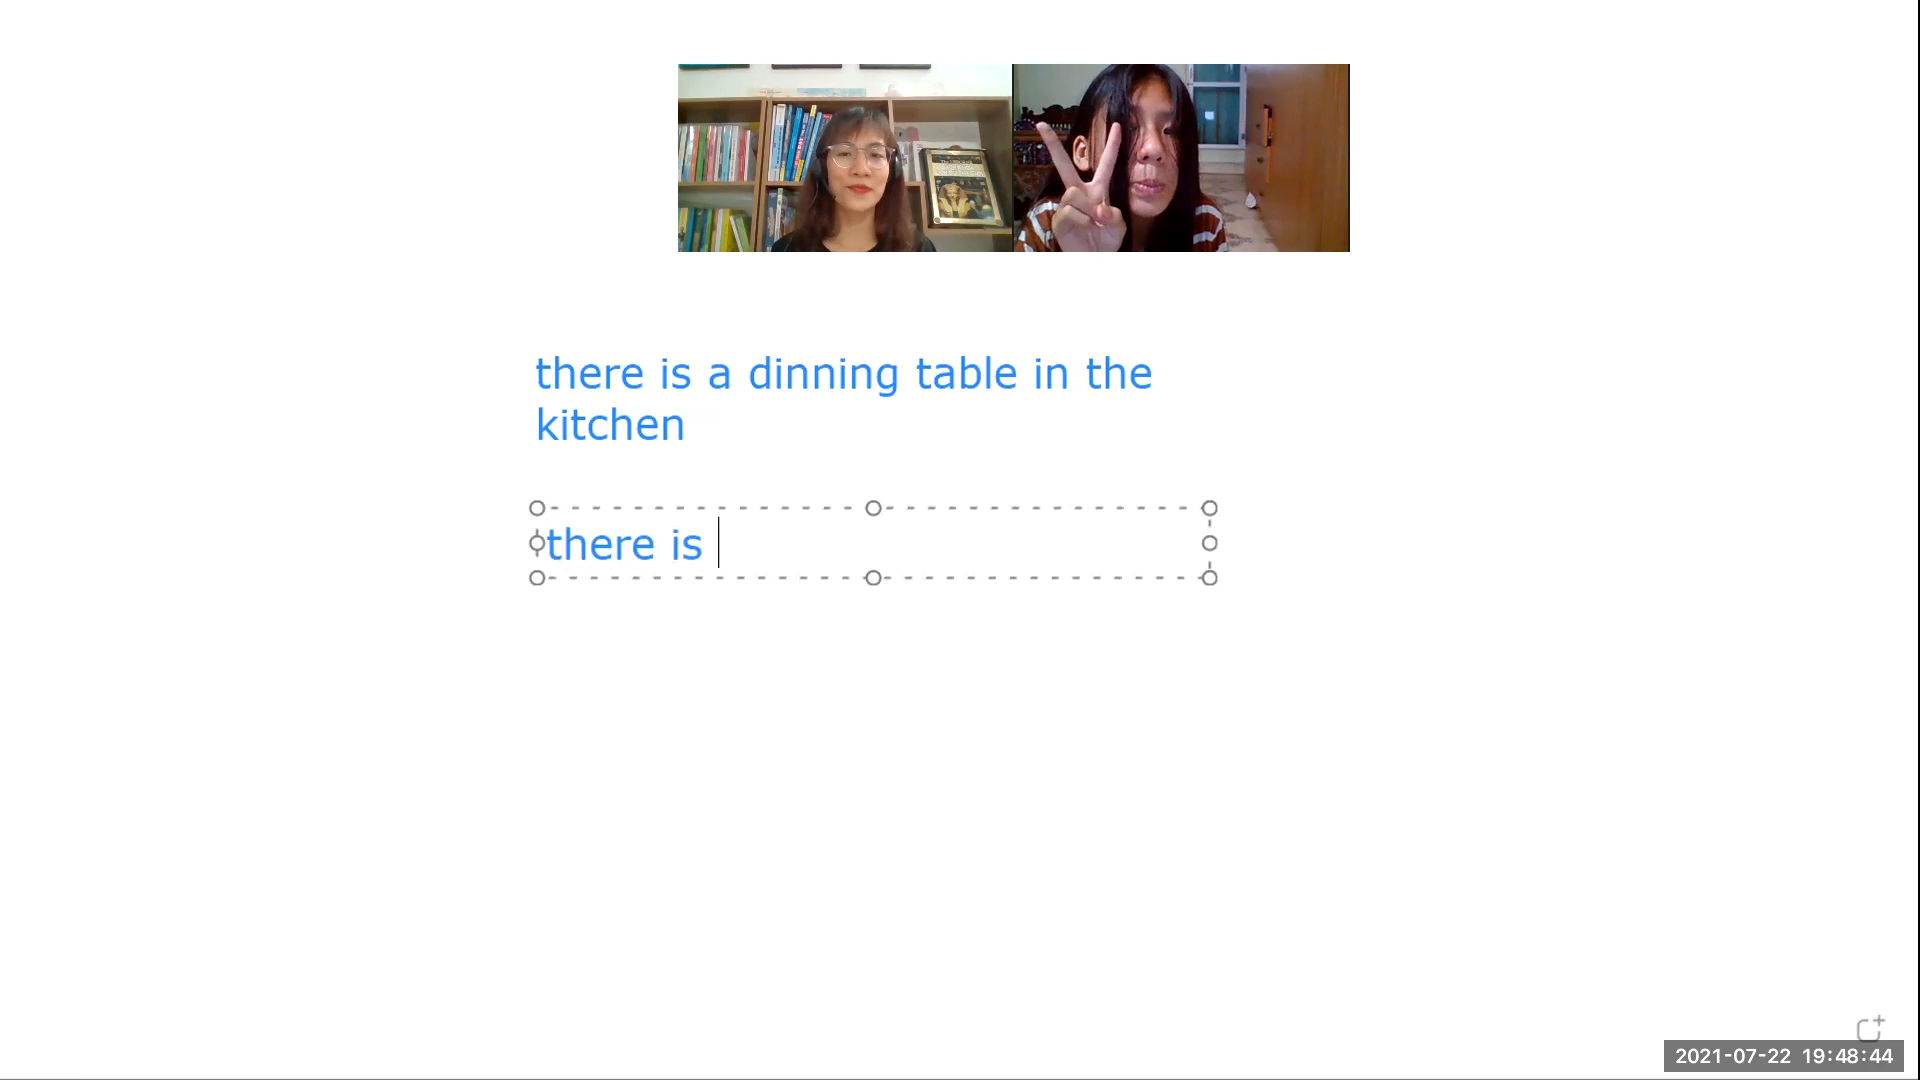 there is a dinning table in the
kitchen
there is
2021-07-22 19:48:44